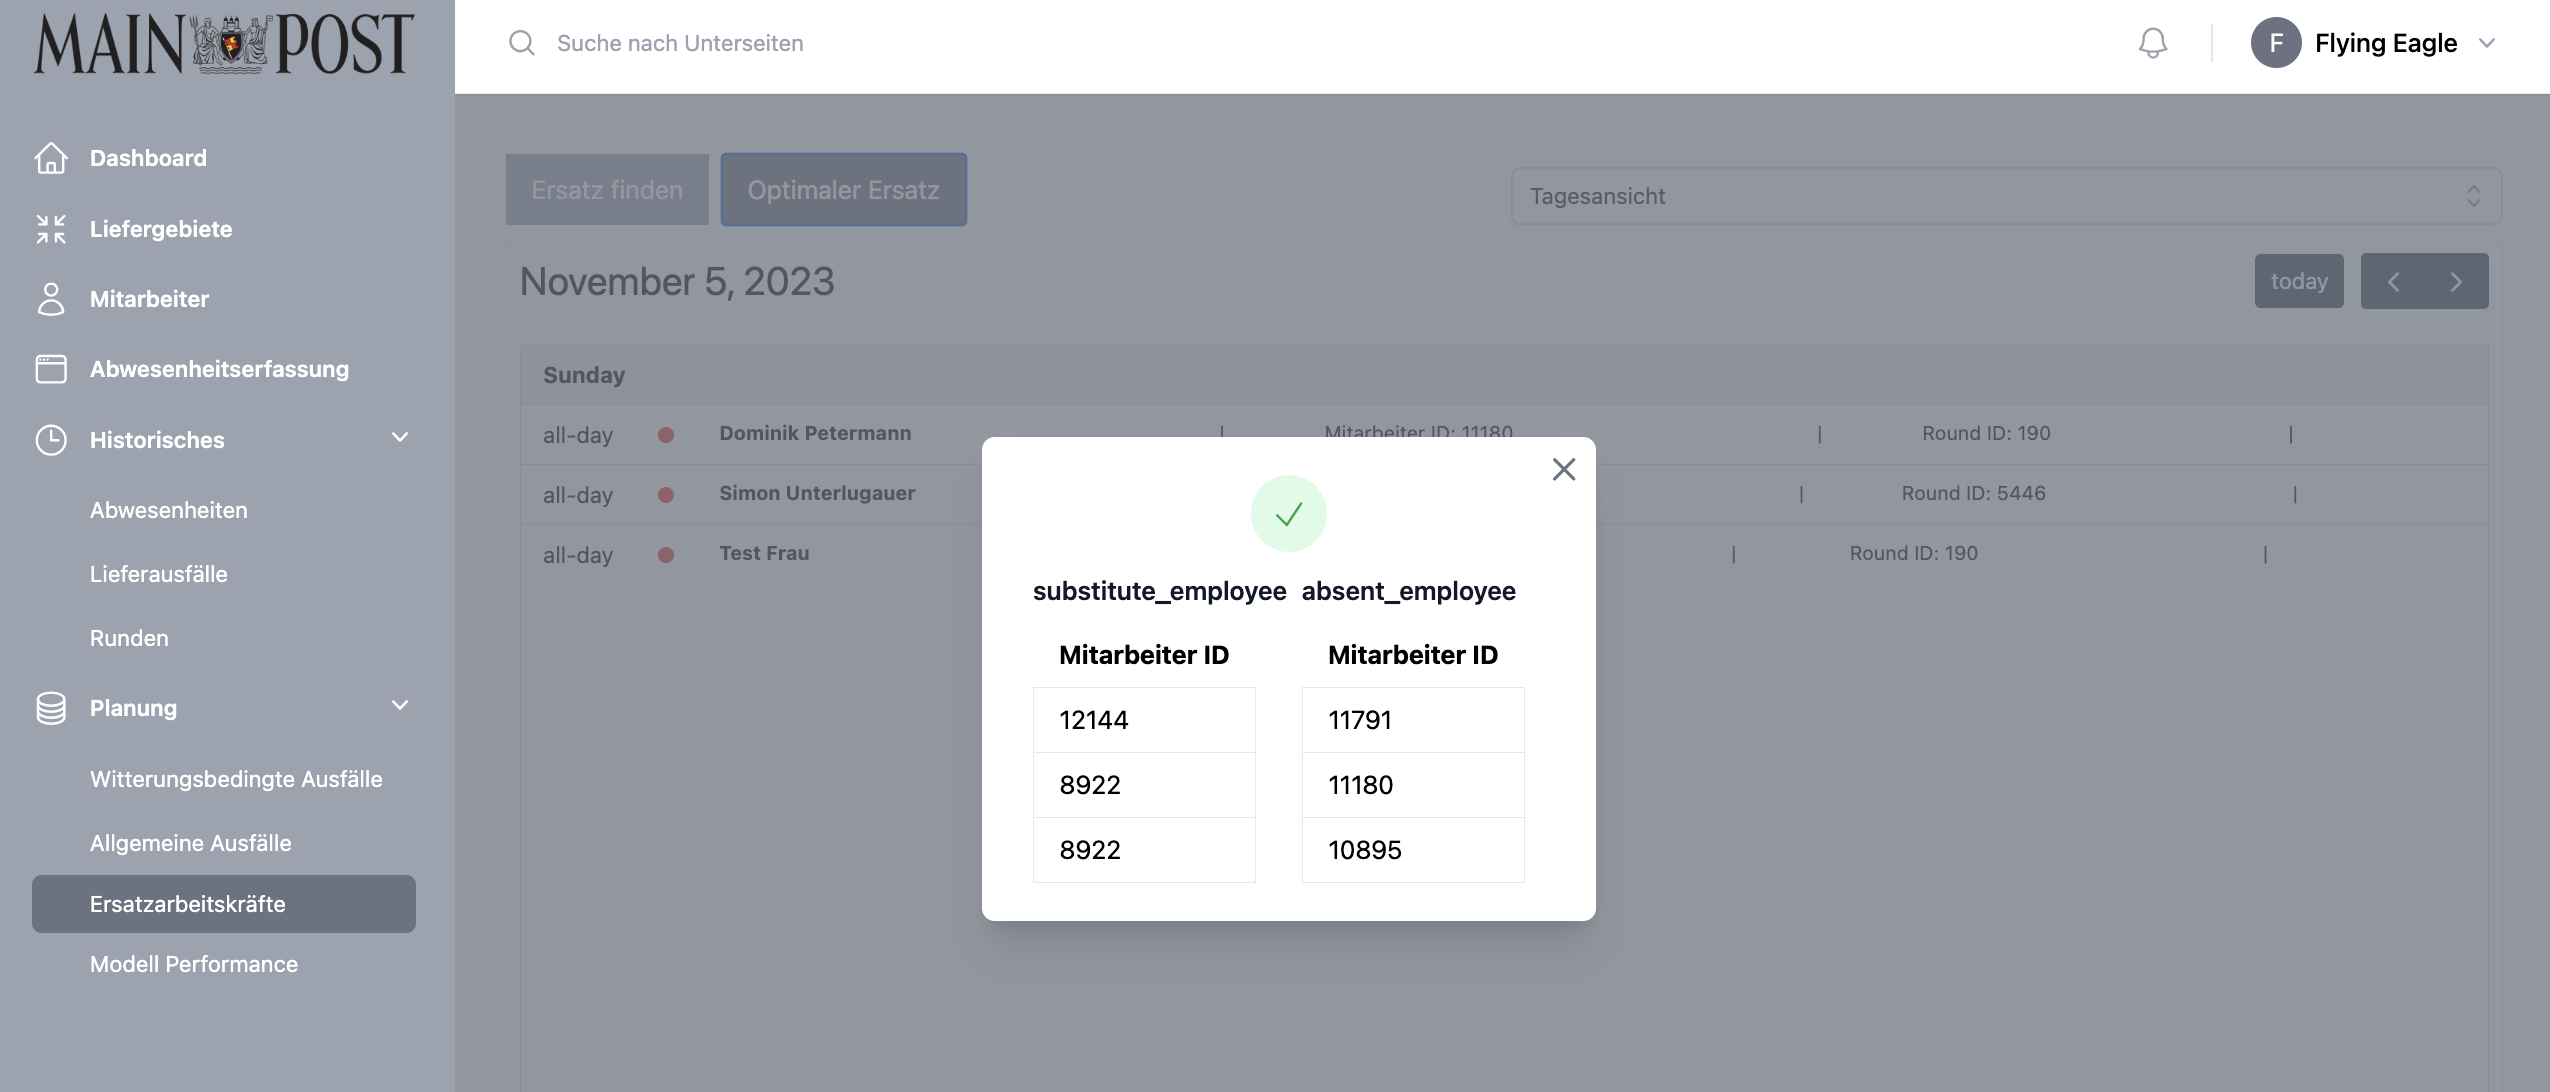 MAIN POST
Suche nach Unterseiten
F Flying Eagle
Dashboard
Liefergebiete
Mitarbeiter
Abwesenheitserfassung
Historisches
Abwesenheiten
Lieferausfälle
Runden
Planung
Witterungsbedingte Ausfälle
Allgemeine Ausfälle
Ersatzarbeitskräfte
Modell Performance
Ersatz finden
Optimaler Ersatz
Tagesansicht
November 5, 2023
today
Sunday
all-day Dominik Petermann | Mitarbeiter ID: 11180 | Round ID: 190 |
all-day Simon Unterlugauer | Round ID: 5446 |
all-day Test Frau | Round ID: 190 |
substitute_employee absent_employee
Mitarbeiter ID Mitarbeiter ID
12144 11791
8922 11180
8922 10895